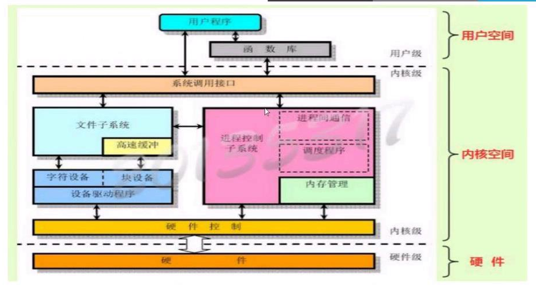 用户程序
函 数 库
用户空间
用户级
内核级
系统调用接口
文件子系统
高速缓冲
进程控制
子系统
进程间通信
调度程序
内存管理
内核空间
字符设备
块设备
设备驱动程序
硬 件 控 制
内核级
硬件级
硬 件
硬 件